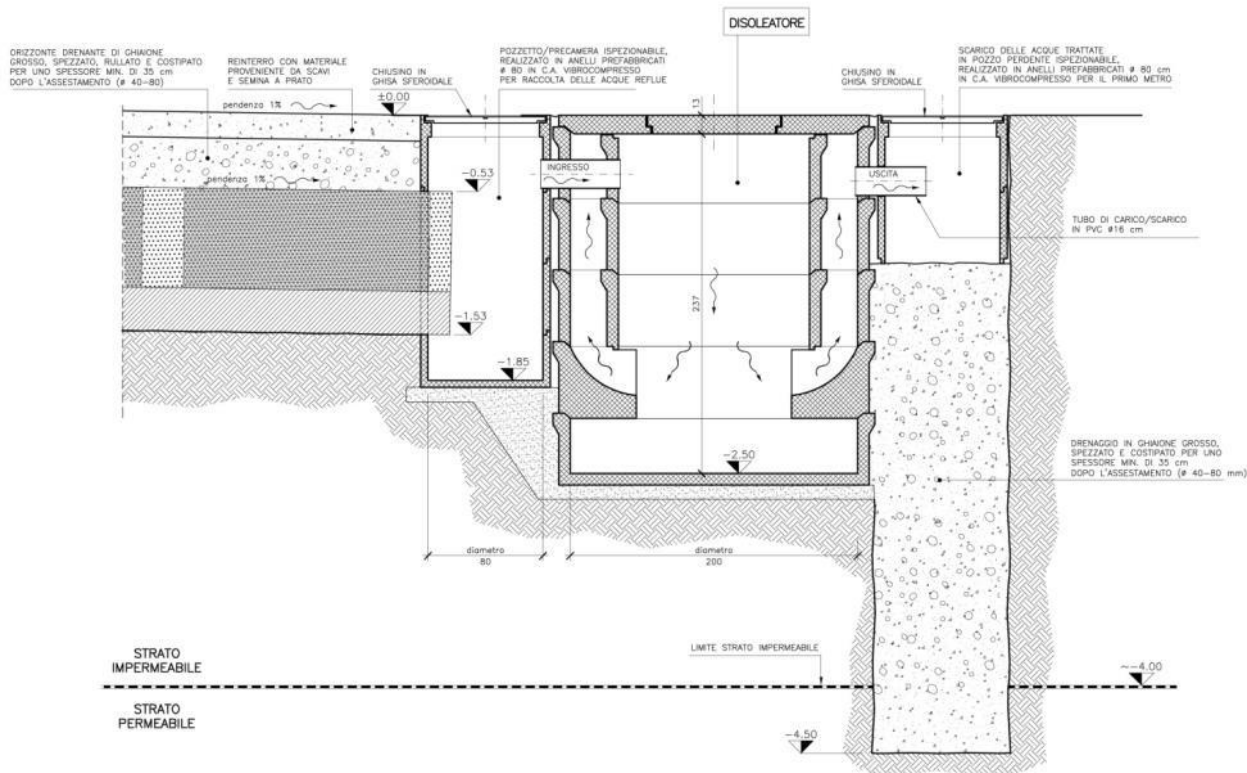 DISOLEATORE
ORIZZONTE DRENANTE DI GHIAIONE
GROSSO, SPEZZATO, RULLATO E COSTIPATO
PER UNO SPESSORE MIN. DI 35 cm
DOPO L'ASSESTAMENTO (ø 40-80)
REINTERRO CON MATERIALE
PROVENIENTE DA SCAVI
E SEMINA A PRATO
CHIUSINO IN
GHISA SFEROIDALE
POZZETTO/PRECAMERA ISPEZIONABILE,
REALIZZATO IN ANELLI PREFABBRICATI
ø 80 IN C.A. VIBROCOMPRESSO
PER RACCOLTA DELLE ACQUE REFLUE
CHIUSINO IN
GHISA SFEROIDALE
SCARICO DELLE ACQUE TRATTATE
IN POZZO PERDENTE ISPEZIONABILE,
REALIZZATO IN ANELLI PREFABBRICATI ø 80 cm
IN C.A. VIBROCOMPRESSO PER IL PRIMO METRO
pendenza 1%
±0.00
13
INGRESSO
USCITA
pendenza 1%
-0.53
TUBO DI CARICO/SCARICO
IN PVC ø16 cm
237
-1.53
-1.85
-2.50
DRENAGGIO IN GHIAIONE GROSSO,
SPEZZATO E COSTIPATO PER UNO
SPESSORE MIN. DI 35 cm
DOPO L'ASSESTAMENTO (ø 40-80 mm)
diametro
80
diametro
200
STRATO
IMPERMEABILE
LIMITE STRATO IMPERMEABILE
~-4.00
STRATO
PERMEABILE
-4.50